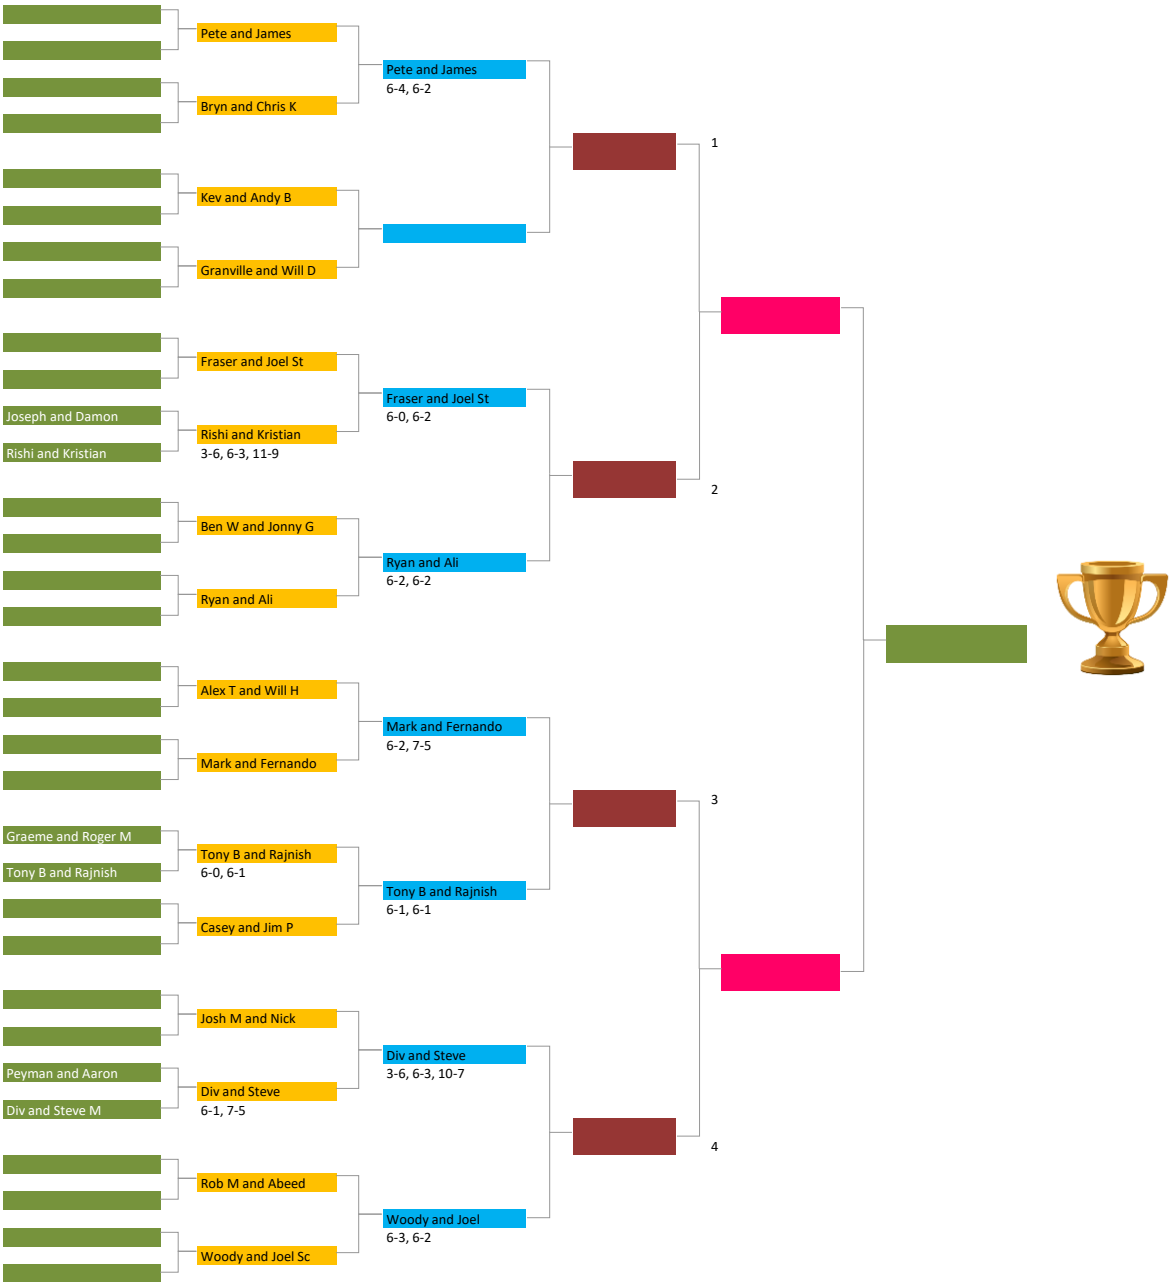 Pete and James
Pete and James
6-4, 6-2
Bryn and Chris K
1
Kev and Andy B
Granville and Will D
Fraser and Joel St
Fraser and Joel St
6-0, 6-2
Joseph and Damon
Rishi and Kristian
Rishi and Kristian
3-6, 6-3, 11-9
2
Ben W and Jonny G
Ryan and Ali
6-2, 6-2
Ryan and Ali
Alex T and Will H
Mark and Fernando
6-2, 7-5
Mark and Fernando
3
Graeme and Roger M
Tony B and Rajnish
Tony B and Rajnish
6-0, 6-1
Tony B and Rajnish
6-1, 6-1
Casey and Jim P
Josh M and Nick
Div and Steve
3-6, 6-3, 10-7
Peyman and Aaron
Div and Steve
Div and Steve M
6-1, 7-5
4
Rob M and Abeed
Woody and Joel
6-3, 6-2
Woody and Joel Sc